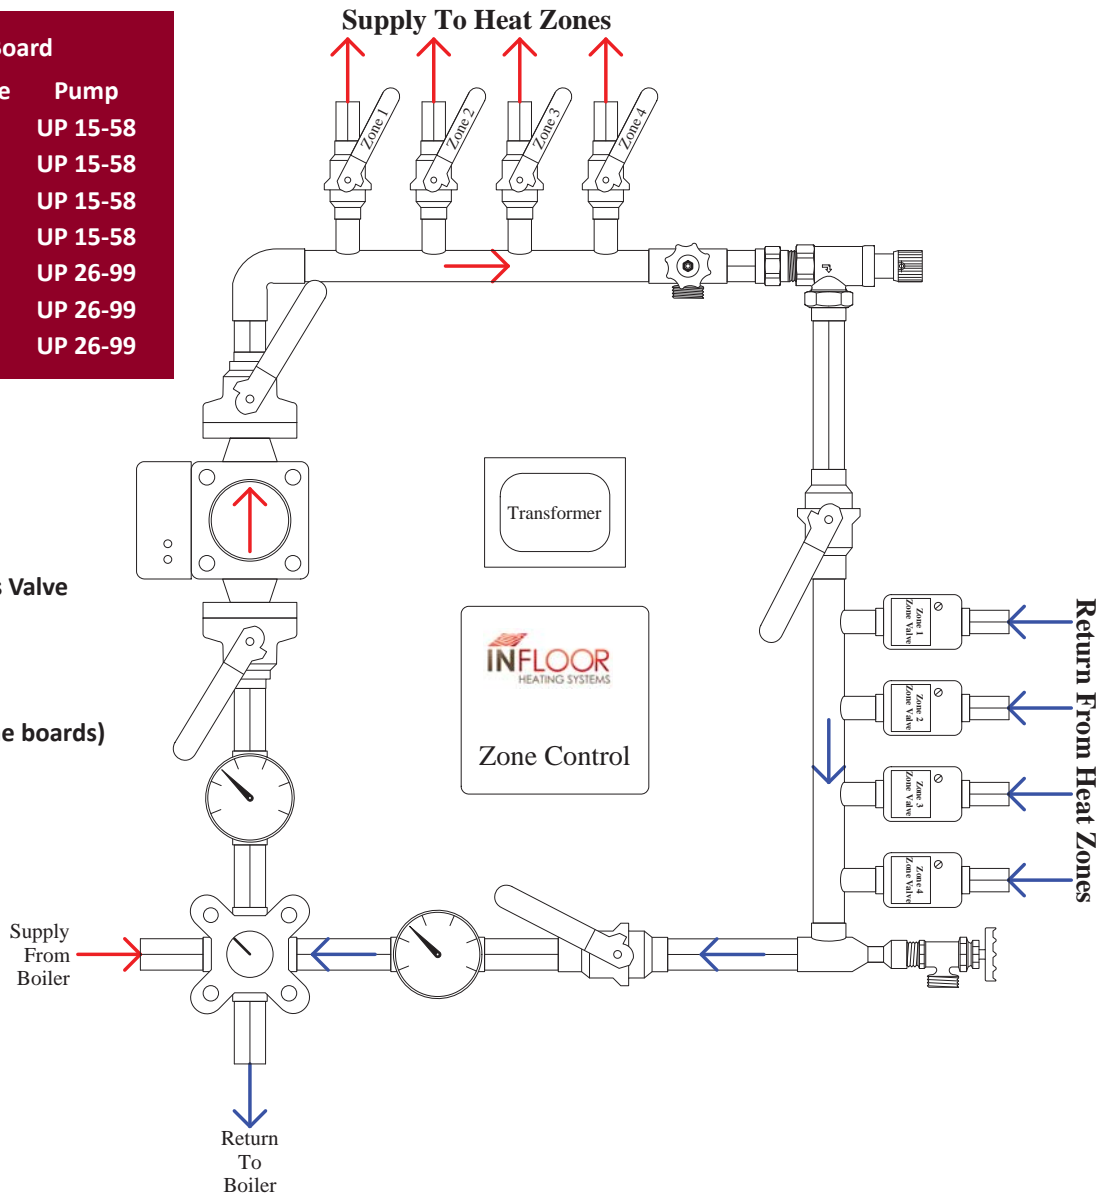 Supply To Heat Zones
Board
e Pump
UP 15-58
UP 15-58
UP 15-58
UP 15-58
UP 26-99
UP 26-99
UP 26-99
Zone 1
Zone 2
Zone 3
Zone 4
Transformer
s Valve
INFLOOR
HEATING SYSTEMS
Zone Control
e boards)
Zone 1
Zone Valve
Zone 2
Zone Valve
Zone 3
Zone Valve
Zone 4
Zone Valve
Return From Heat Zones
Supply
From
Boiler
Return
To
Boiler